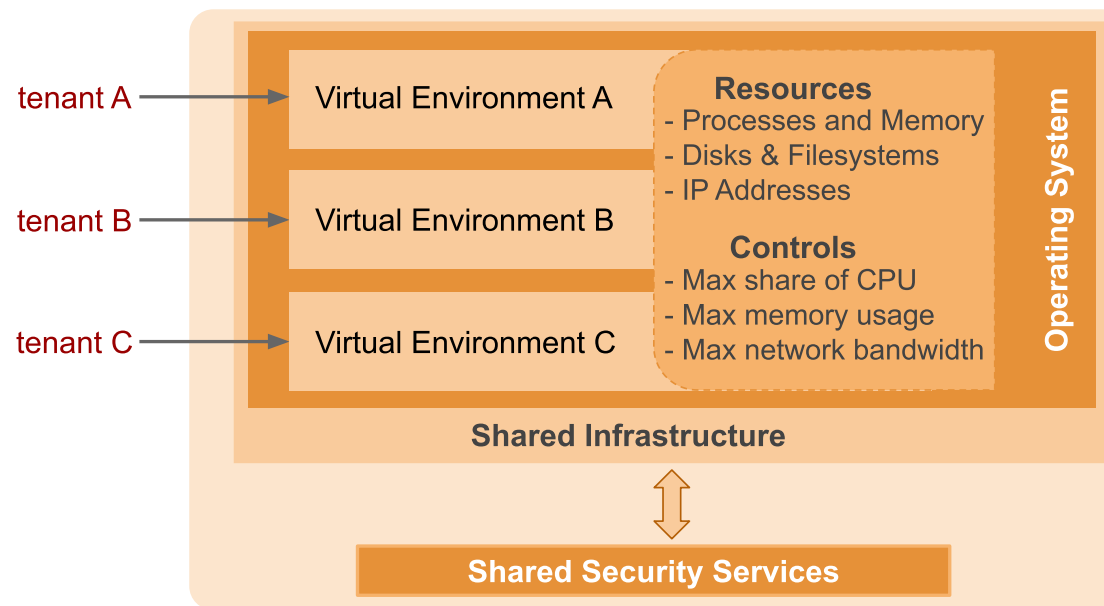 tenant A
Virtual Environment A
tenant B
Virtual Environment B
tenant C
Virtual Environment C
Resources
- Processes and Memory
- Disks & Filesystems
- IP Addresses
Controls
- Max share of CPU
- Max memory usage
- Max network bandwidth
Operating System
Shared Infrastructure
Shared Security Services